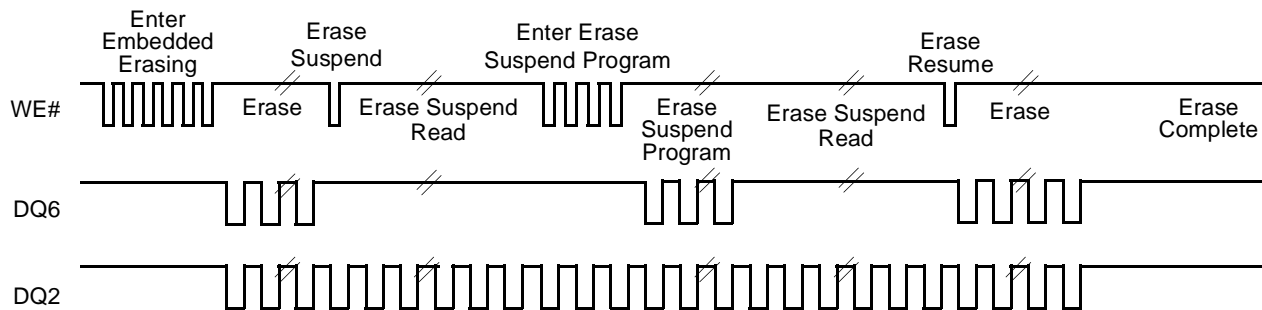 Enter
Embedded
Erasing
Erase
Suspend
Enter Erase
Suspend Program
Erase
Resume
WE#
Erase
Erase Suspend
Read
Erase
Suspend
Program
Erase Suspend
Read
Erase
Erase
Complete
DQ6
DQ2